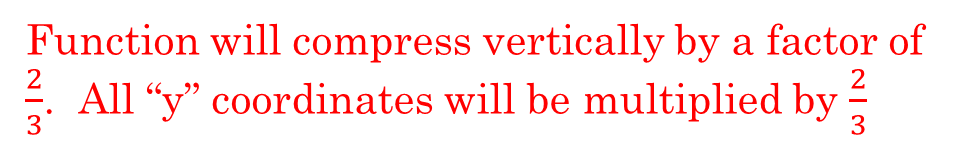 Function will compress vertically by a factor of
2/3. All “y” coordinates will be multiplied by 2/3